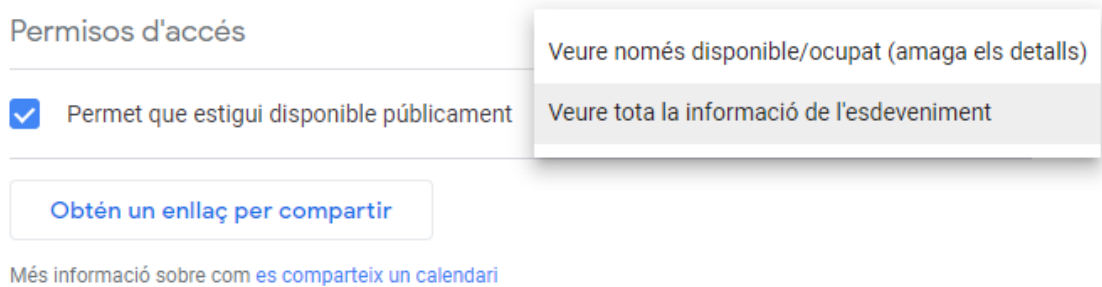 Permisos d'accés
Veure només disponible/ocupat (amaga els detalls)
Permet que estigui disponible públicament
Veure tota la informació de l'esdeveniment
Obtén un enllaç per compartir
Més informació sobre com es comparteix un calendari